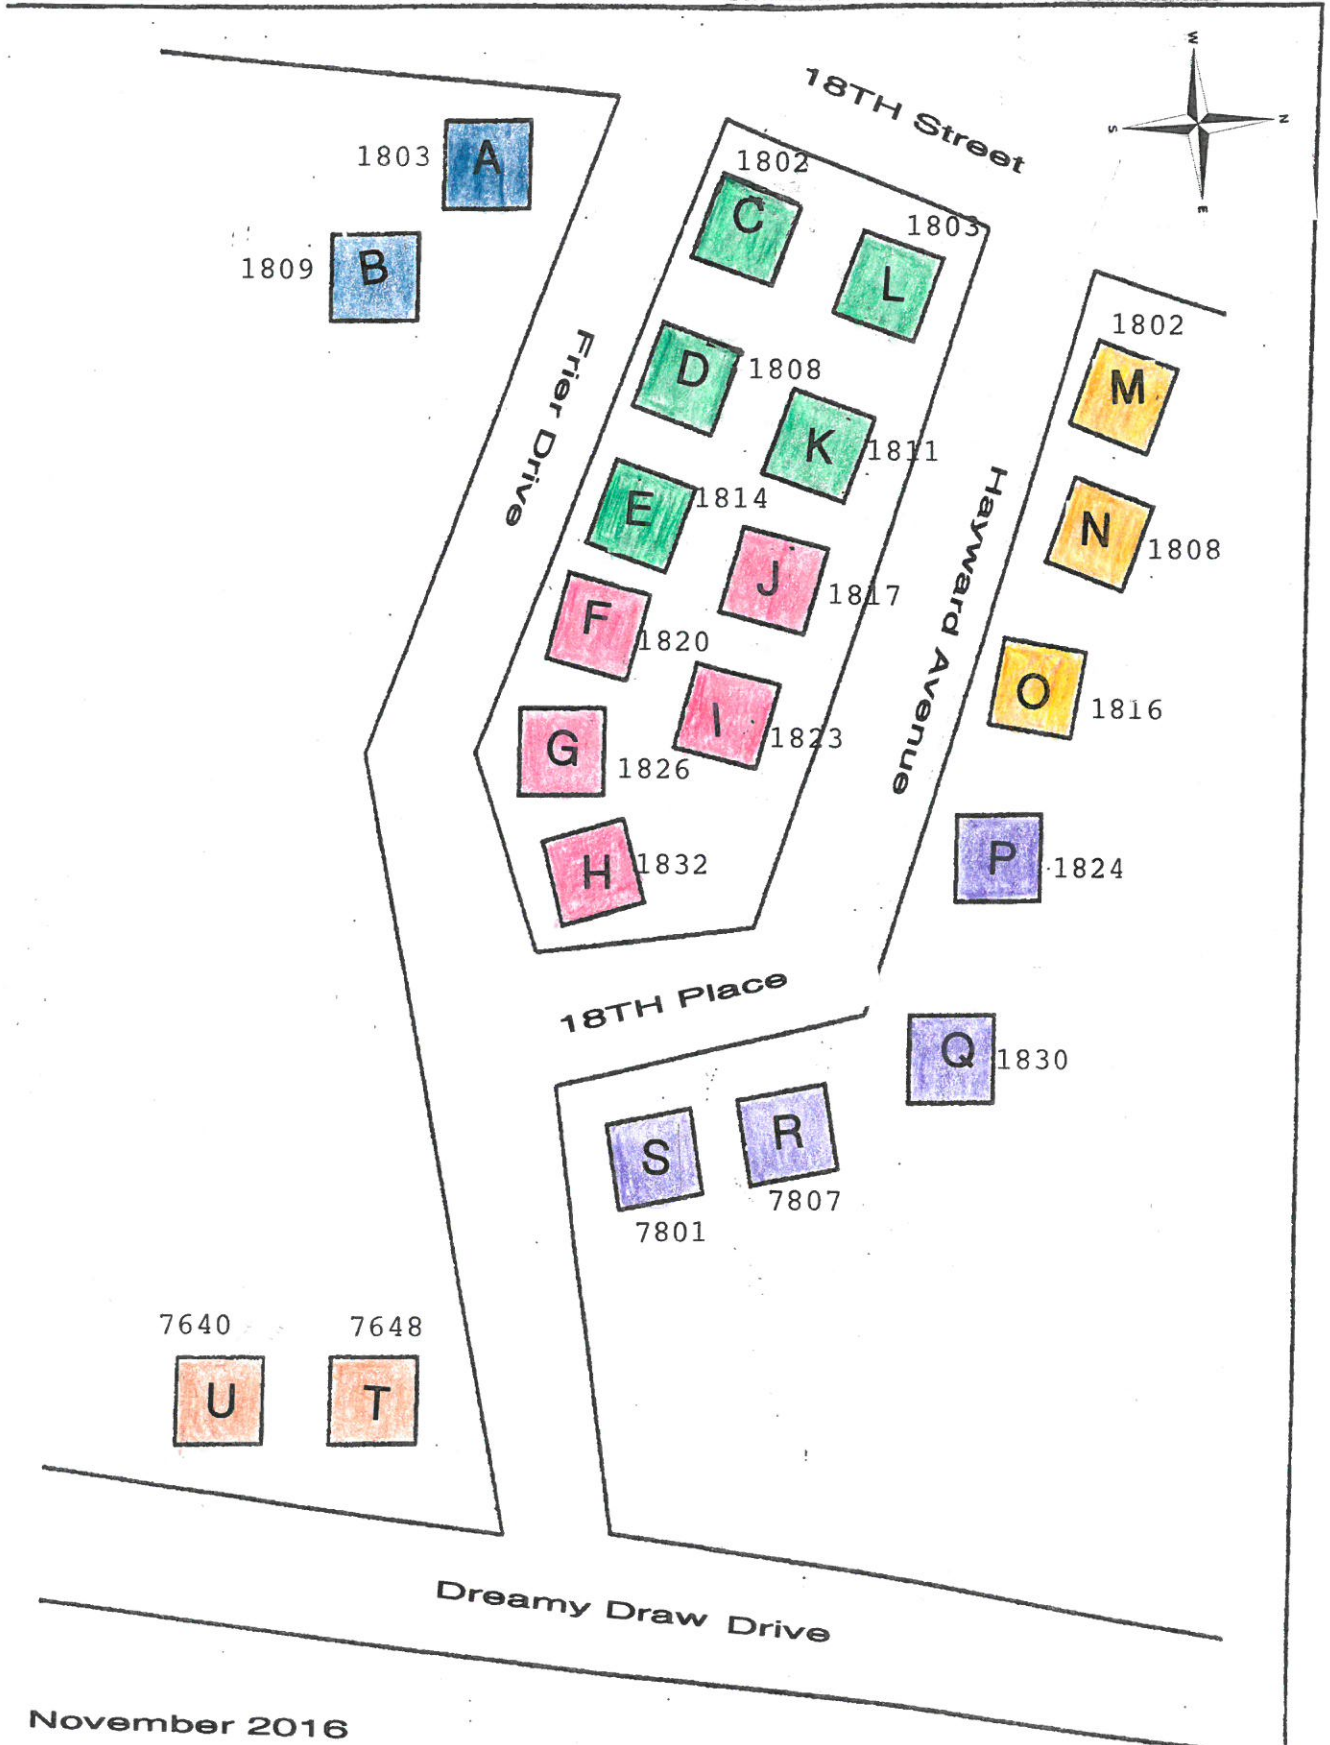 18TH Street
W
S
N
E
1803
A
1802
C
1803
L
1809
B
1802
M
Frier Drive
D
1808
K
1811
Hayward Avenue
N
1808
E
1814
J
1817
F
1820
O
1816
I
1823
G
1826
H
1832
P
1824
18TH Place
Q
1830
S
7801
R
7807
7640
7648
U
T
Dreamy Draw Drive
November 2016